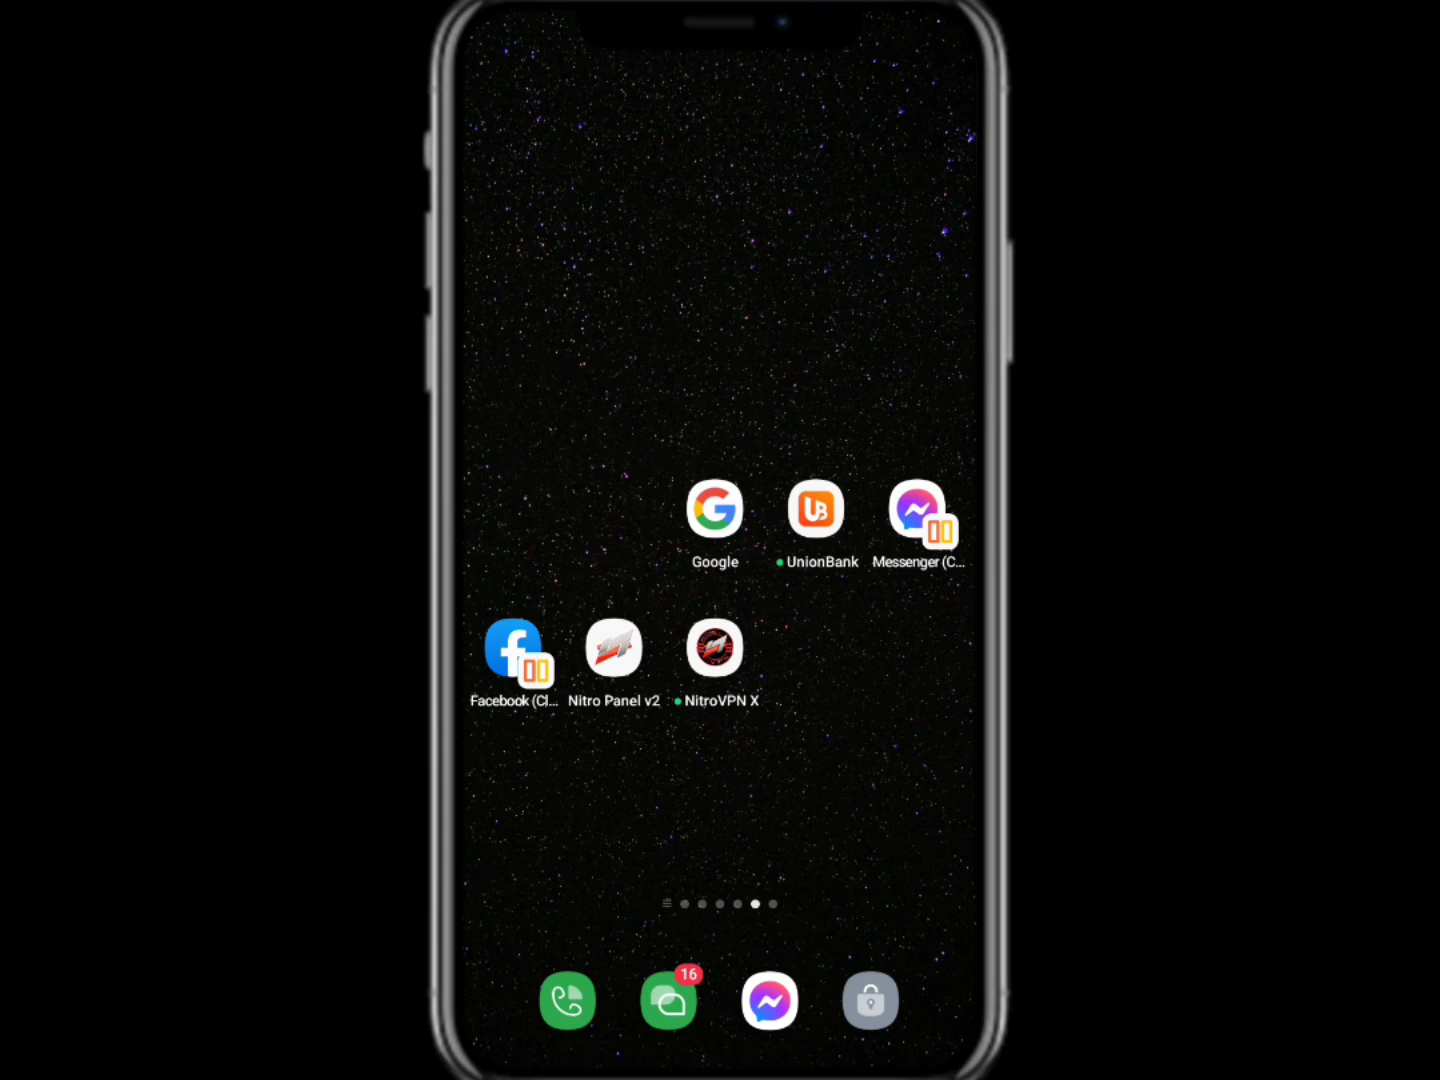 Google
UnionBank
Messenger (C...
Facebook (Cl...
Nitro Panel v2
NitroVPN X
16